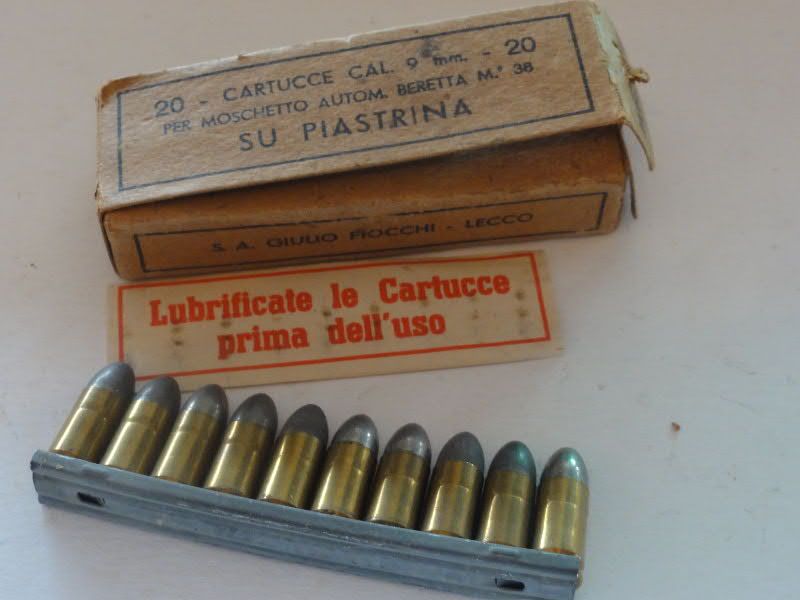 20 - CARTUCCE CAL. 9 mm. - 20
PER MOSCHETTO AUTOM. BERETTA M.° 38
SU PIASTRINA
S. A. GIULIO FIOCCHI - LECCO
Lubrificate le Cartucce
prima dell'uso